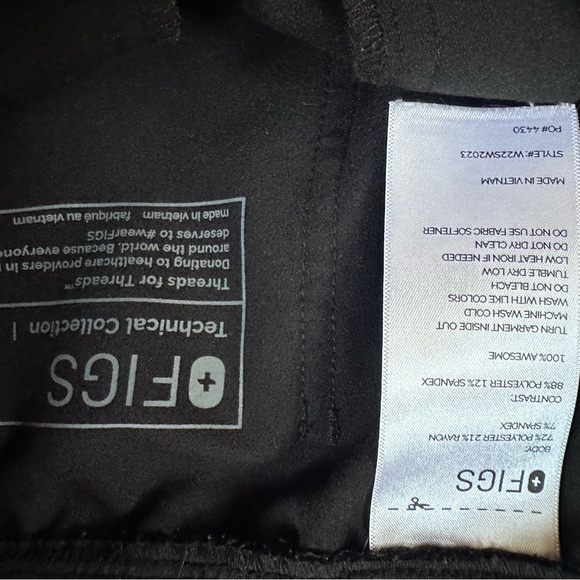 FIGS
BODY:
72% POLYESTER 21% RAYON
7% SPANDEX
CONTRAST:
88% POLYESTER 12% SPANDEX
100% AWESOME
TURN GARMENT INSIDE OUT
MACHINE WASH COLD
WASH WITH LIKE COLORS
DO NOT BLEACH
TUMBLE DRY LOW
LOW HEAT IRON IF NEEDED
DO NOT DRY CLEAN
DO NOT USE FABRIC SOFTENER
MADE IN VIETNAM
STYLE#: W22SW2023
PO# 4430
FIGS
Technical Collection |
Threads for Threads™
Donating to healthcare providers in
around the world. Because everyone
deserves to #wearFIGS
made in vietnam fabriqué au vietnam